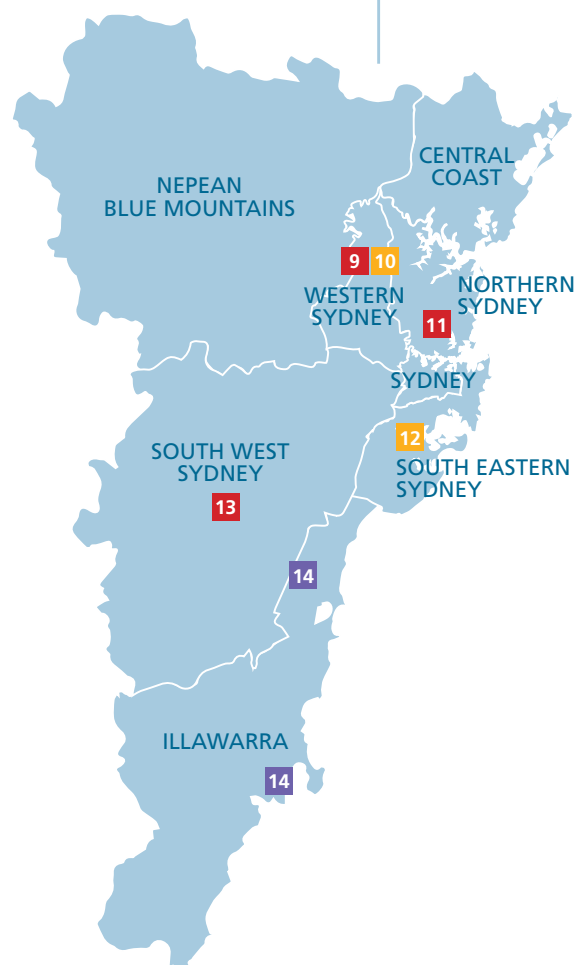 CENTRAL
COAST
NEPEAN
BLUE MOUNTAINS
9
10
NORTHERN
SYDNEY
WESTERN
SYDNEY
11
SYDNEY
12
SOUTH WEST
SYDNEY
SOUTH EASTERN
SYDNEY
13
14
ILLAWARRA
14